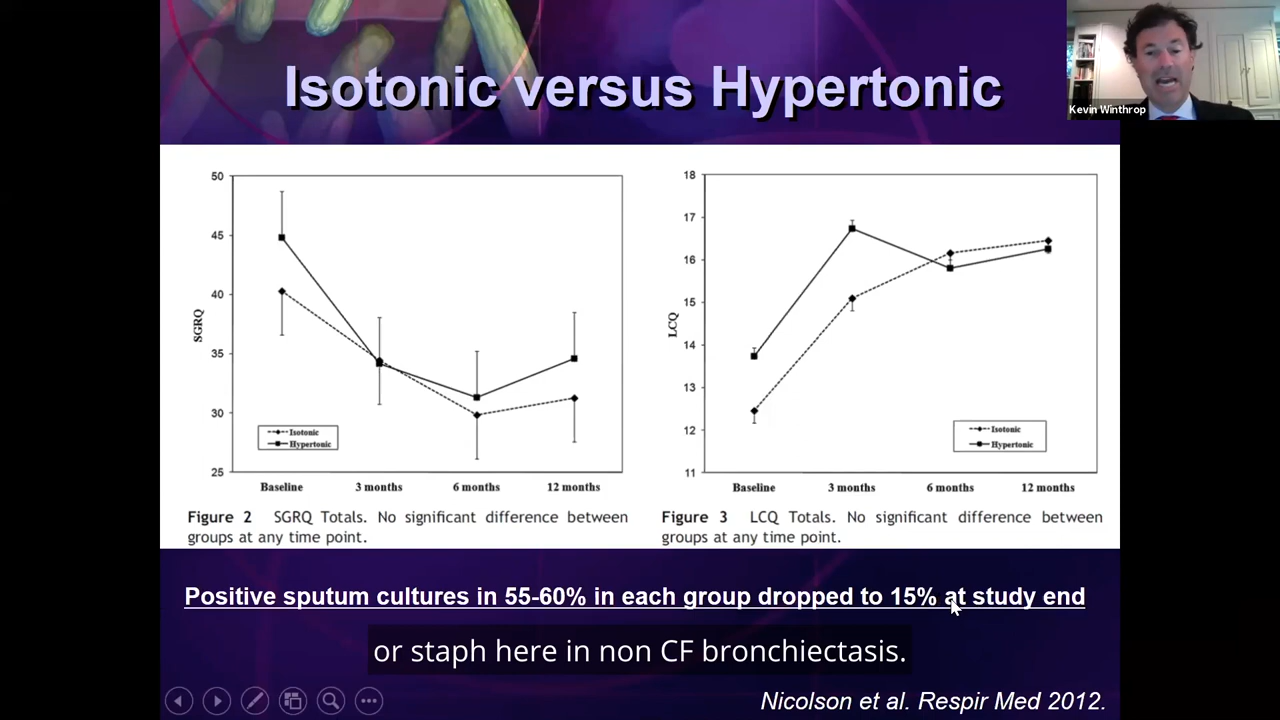 Isotonic versus Hypertonic
Kevin Winthrop
50
45
40
35
30
25
SGRQ
Isotonic
Hypertonic
Baseline
3 months
6 months
12 months
Figure 2 SGRQ Totals. No significant difference between
groups at any time point.
18
17
16
15
14
13
12
11
LCQ
Isotonic
Hypertonic
Baseline
3 months
6 months
12 months
Figure 3 LCQ Totals. No significant difference between
groups at any time point.
Positive sputum cultures in 55-60% in each group dropped to 15% at study end
or staph here in non CF bronchiectasis.
Nicolson et al. Respir Med 2012.